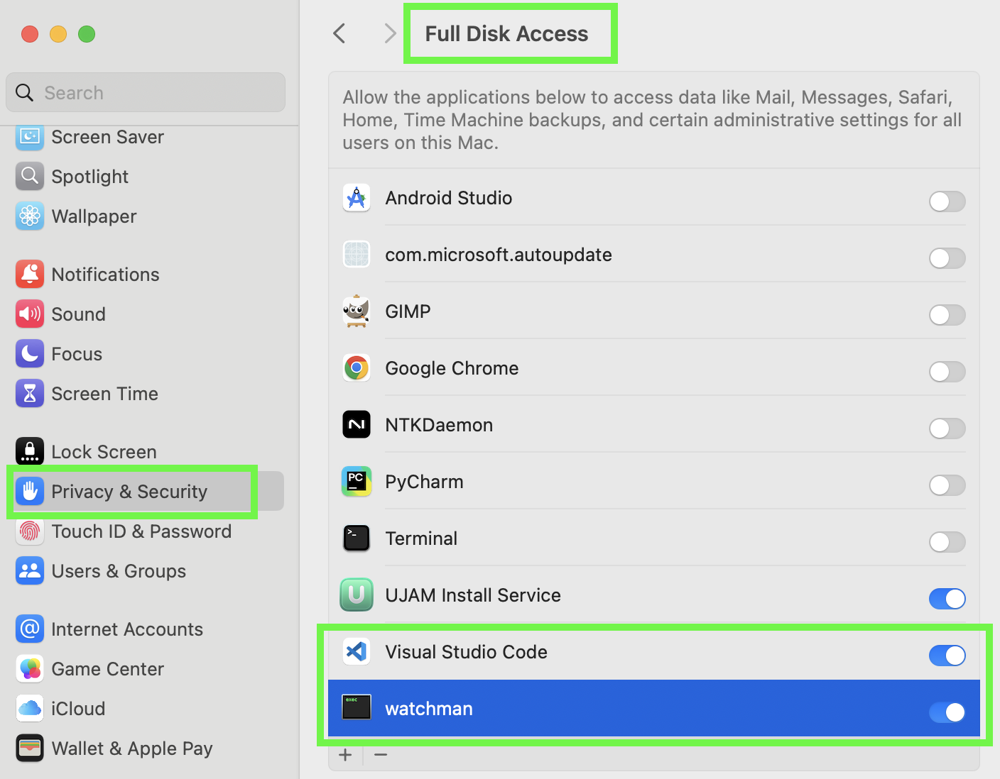 Search
Screen Saver
Spotlight
Wallpaper
Notifications
Sound
Focus
Screen Time
Lock Screen
Privacy & Security
Touch ID & Password
Users & Groups
Internet Accounts
Game Center
iCloud
Wallet & Apple Pay
Full Disk Access
Allow the applications below to access data like Mail, Messages, Safari,
Home, Time Machine backups, and certain administrative settings for all
users on this Mac.
Android Studio
com.microsoft.autoupdate
GIMP
Google Chrome
NTKDaemon
PC
PyCharm
Terminal
U
UJAM Install Service
Visual Studio Code
exec
watchman